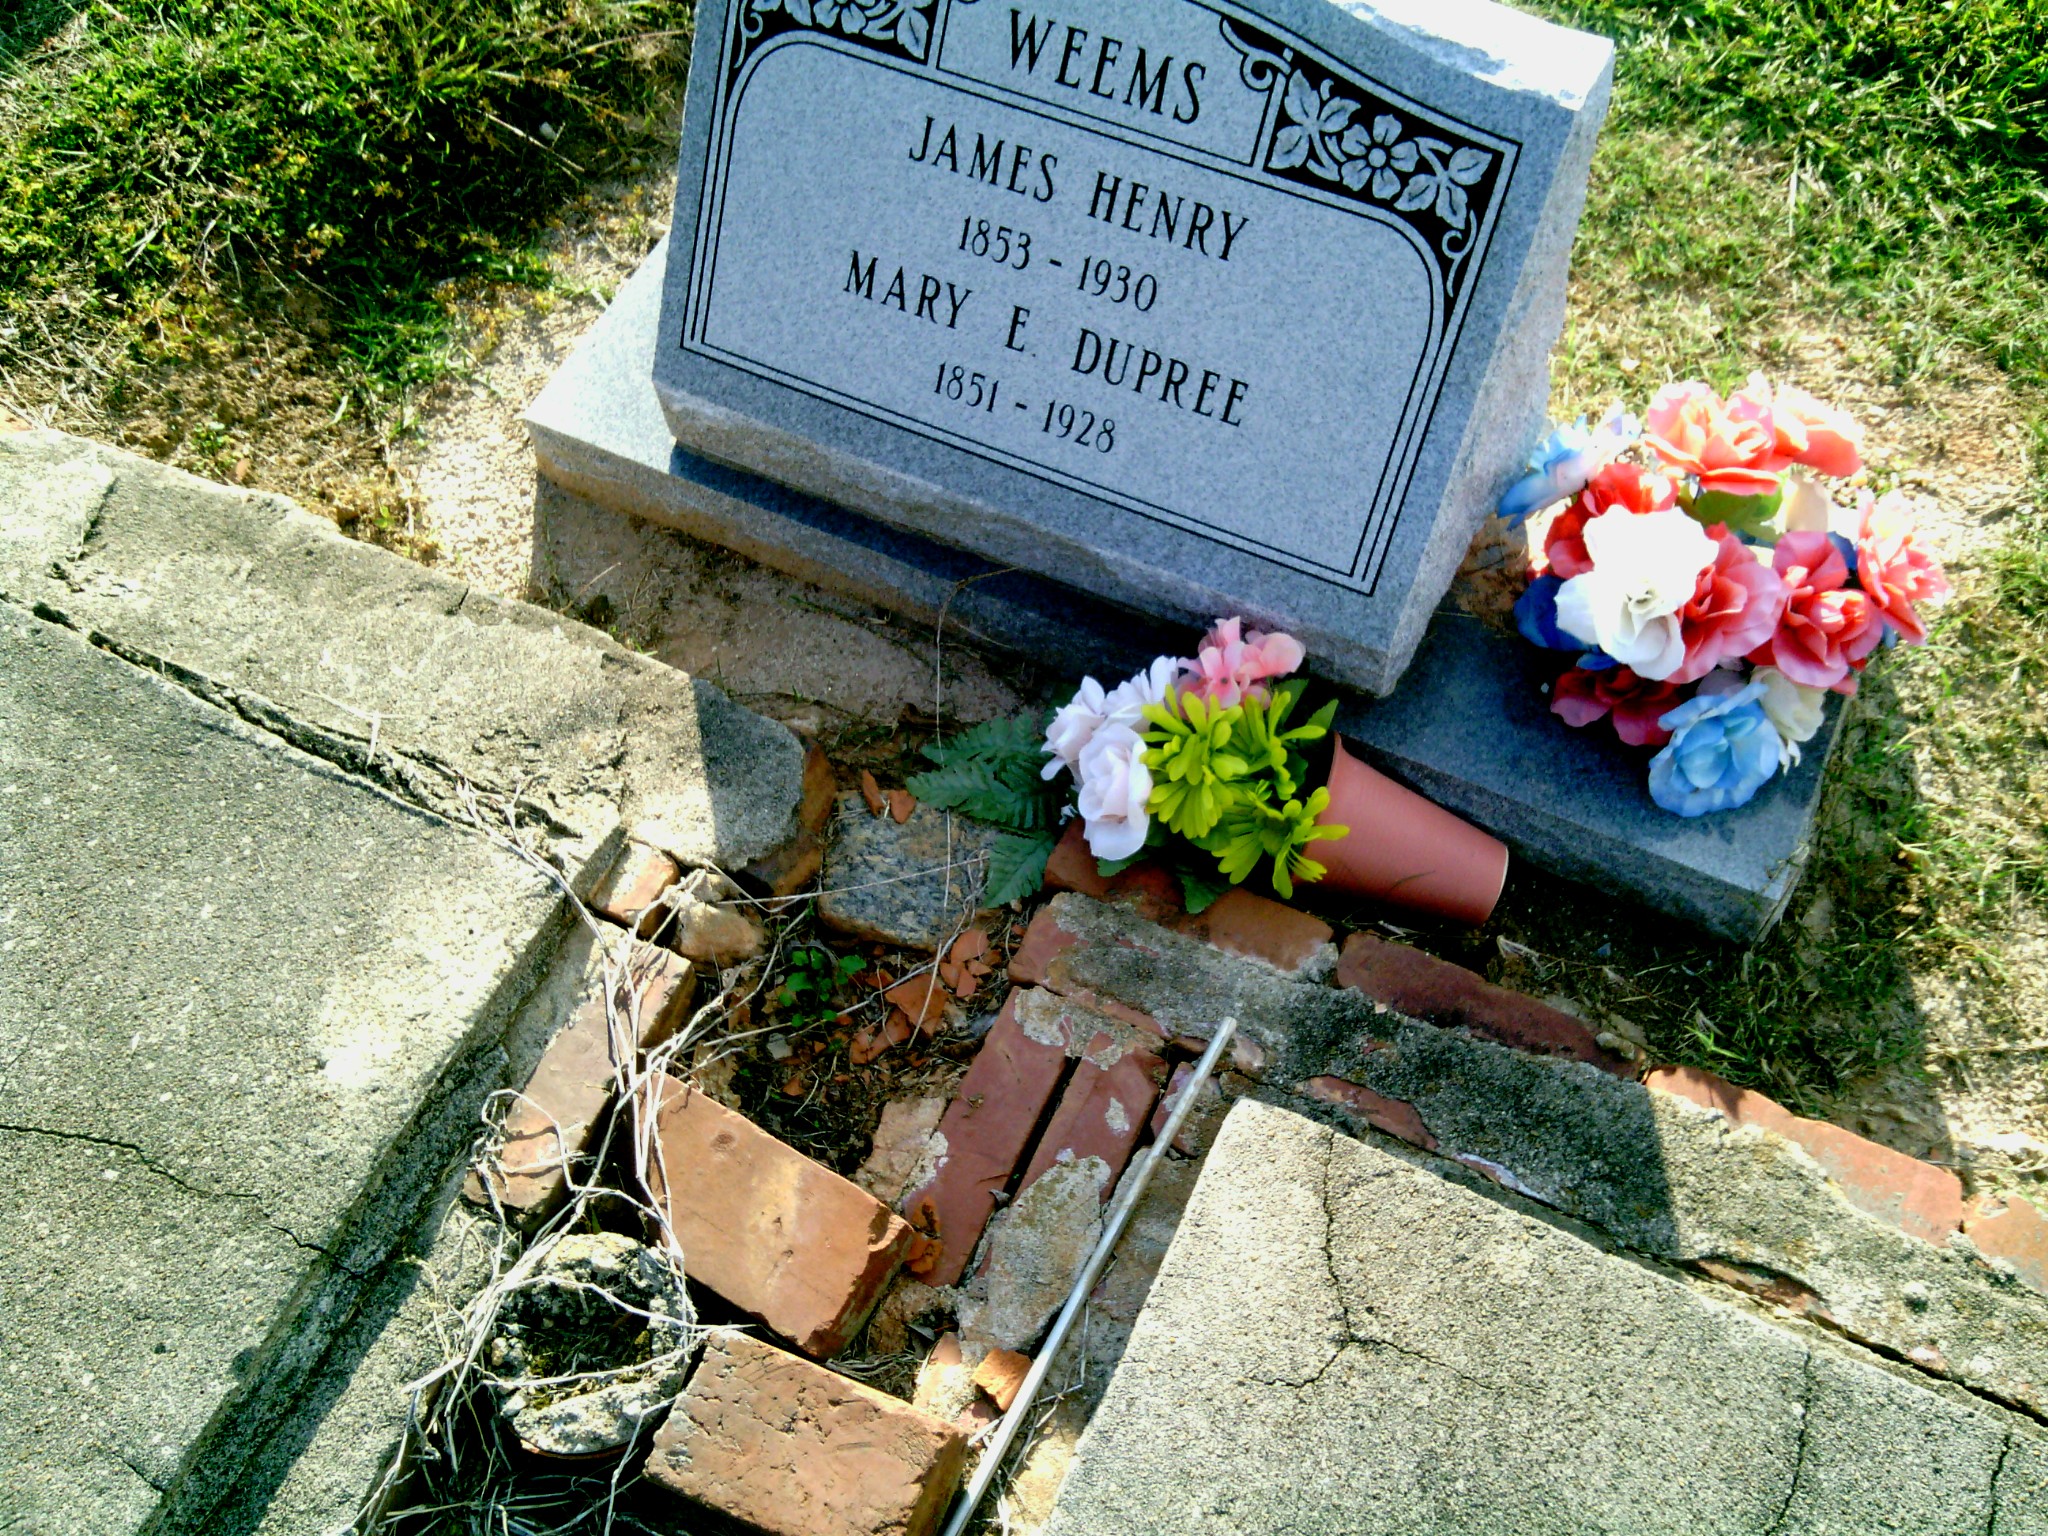 WEEMS
JAMES HENRY
1853 - 1930
MARY E. DUPREE
1851 - 1928